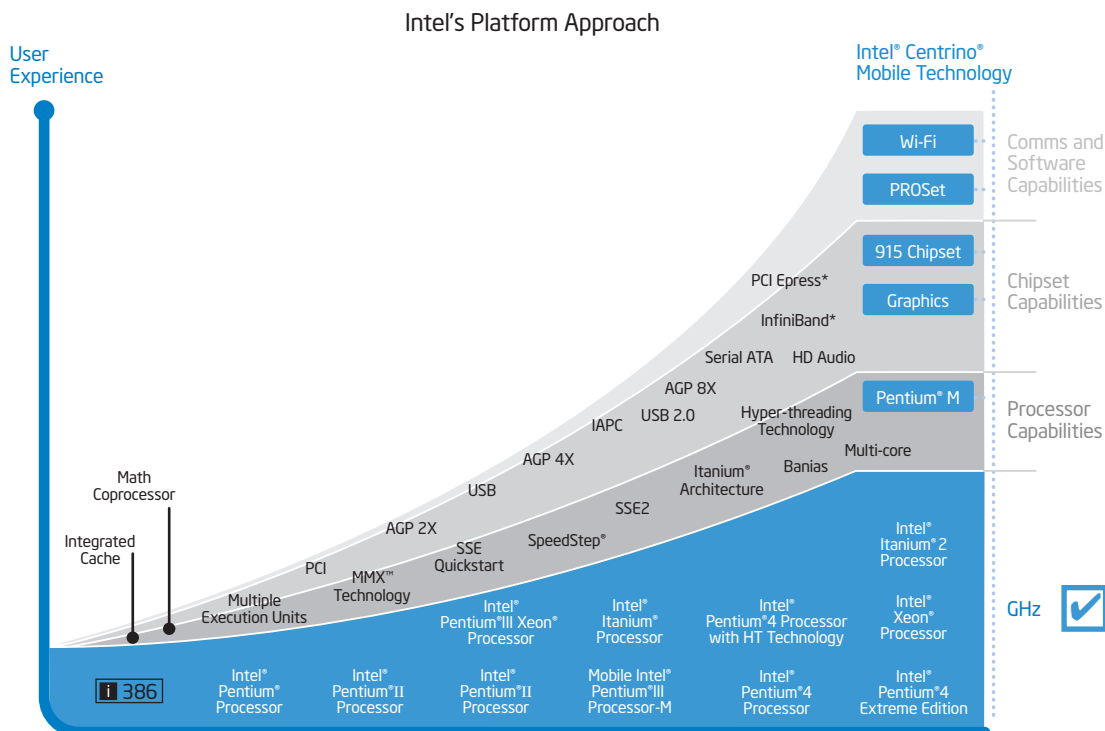 Intel's Platform Approach
User
Experience
Intel® Centrino®
Mobile Technology
Wi-Fi
PROSet
Comms and
Software
Capabilities
915 Chipset
Graphics
Chipset
Capabilities
PCI Epress*
InfiniBand*
Serial ATA
HD Audio
AGP 8X
USB 2.0
IAPC
AGP 4X
USB
AGP 2X
PCI
Pentium® M
Processor
Capabilities
Hyper-threading
Technology
Multi-core
Banias
Itanium®
Architecture
SSE2
SpeedStep®
SSE
Quickstart
MMX™
Technology
Multiple
Execution Units
Math
Coprocessor
Integrated
Cache
Intel®
Itanium®2
Processor
Intel®
Pentium®III Xeon®
Processor
Intel®
Itanium®
Processor
Intel®
Pentium®4 Processor
with HT Technology
Intel®
Xeon®
Processor
GHz
i 386
Intel®
Pentium®
Processor
Intel®
Pentium®II
Processor
Intel®
Pentium®II
Processor
Mobile Intel®
Pentium®III
Processor-M
Intel®
Pentium®4
Processor
Intel®
Pentium®4
Extreme Edition